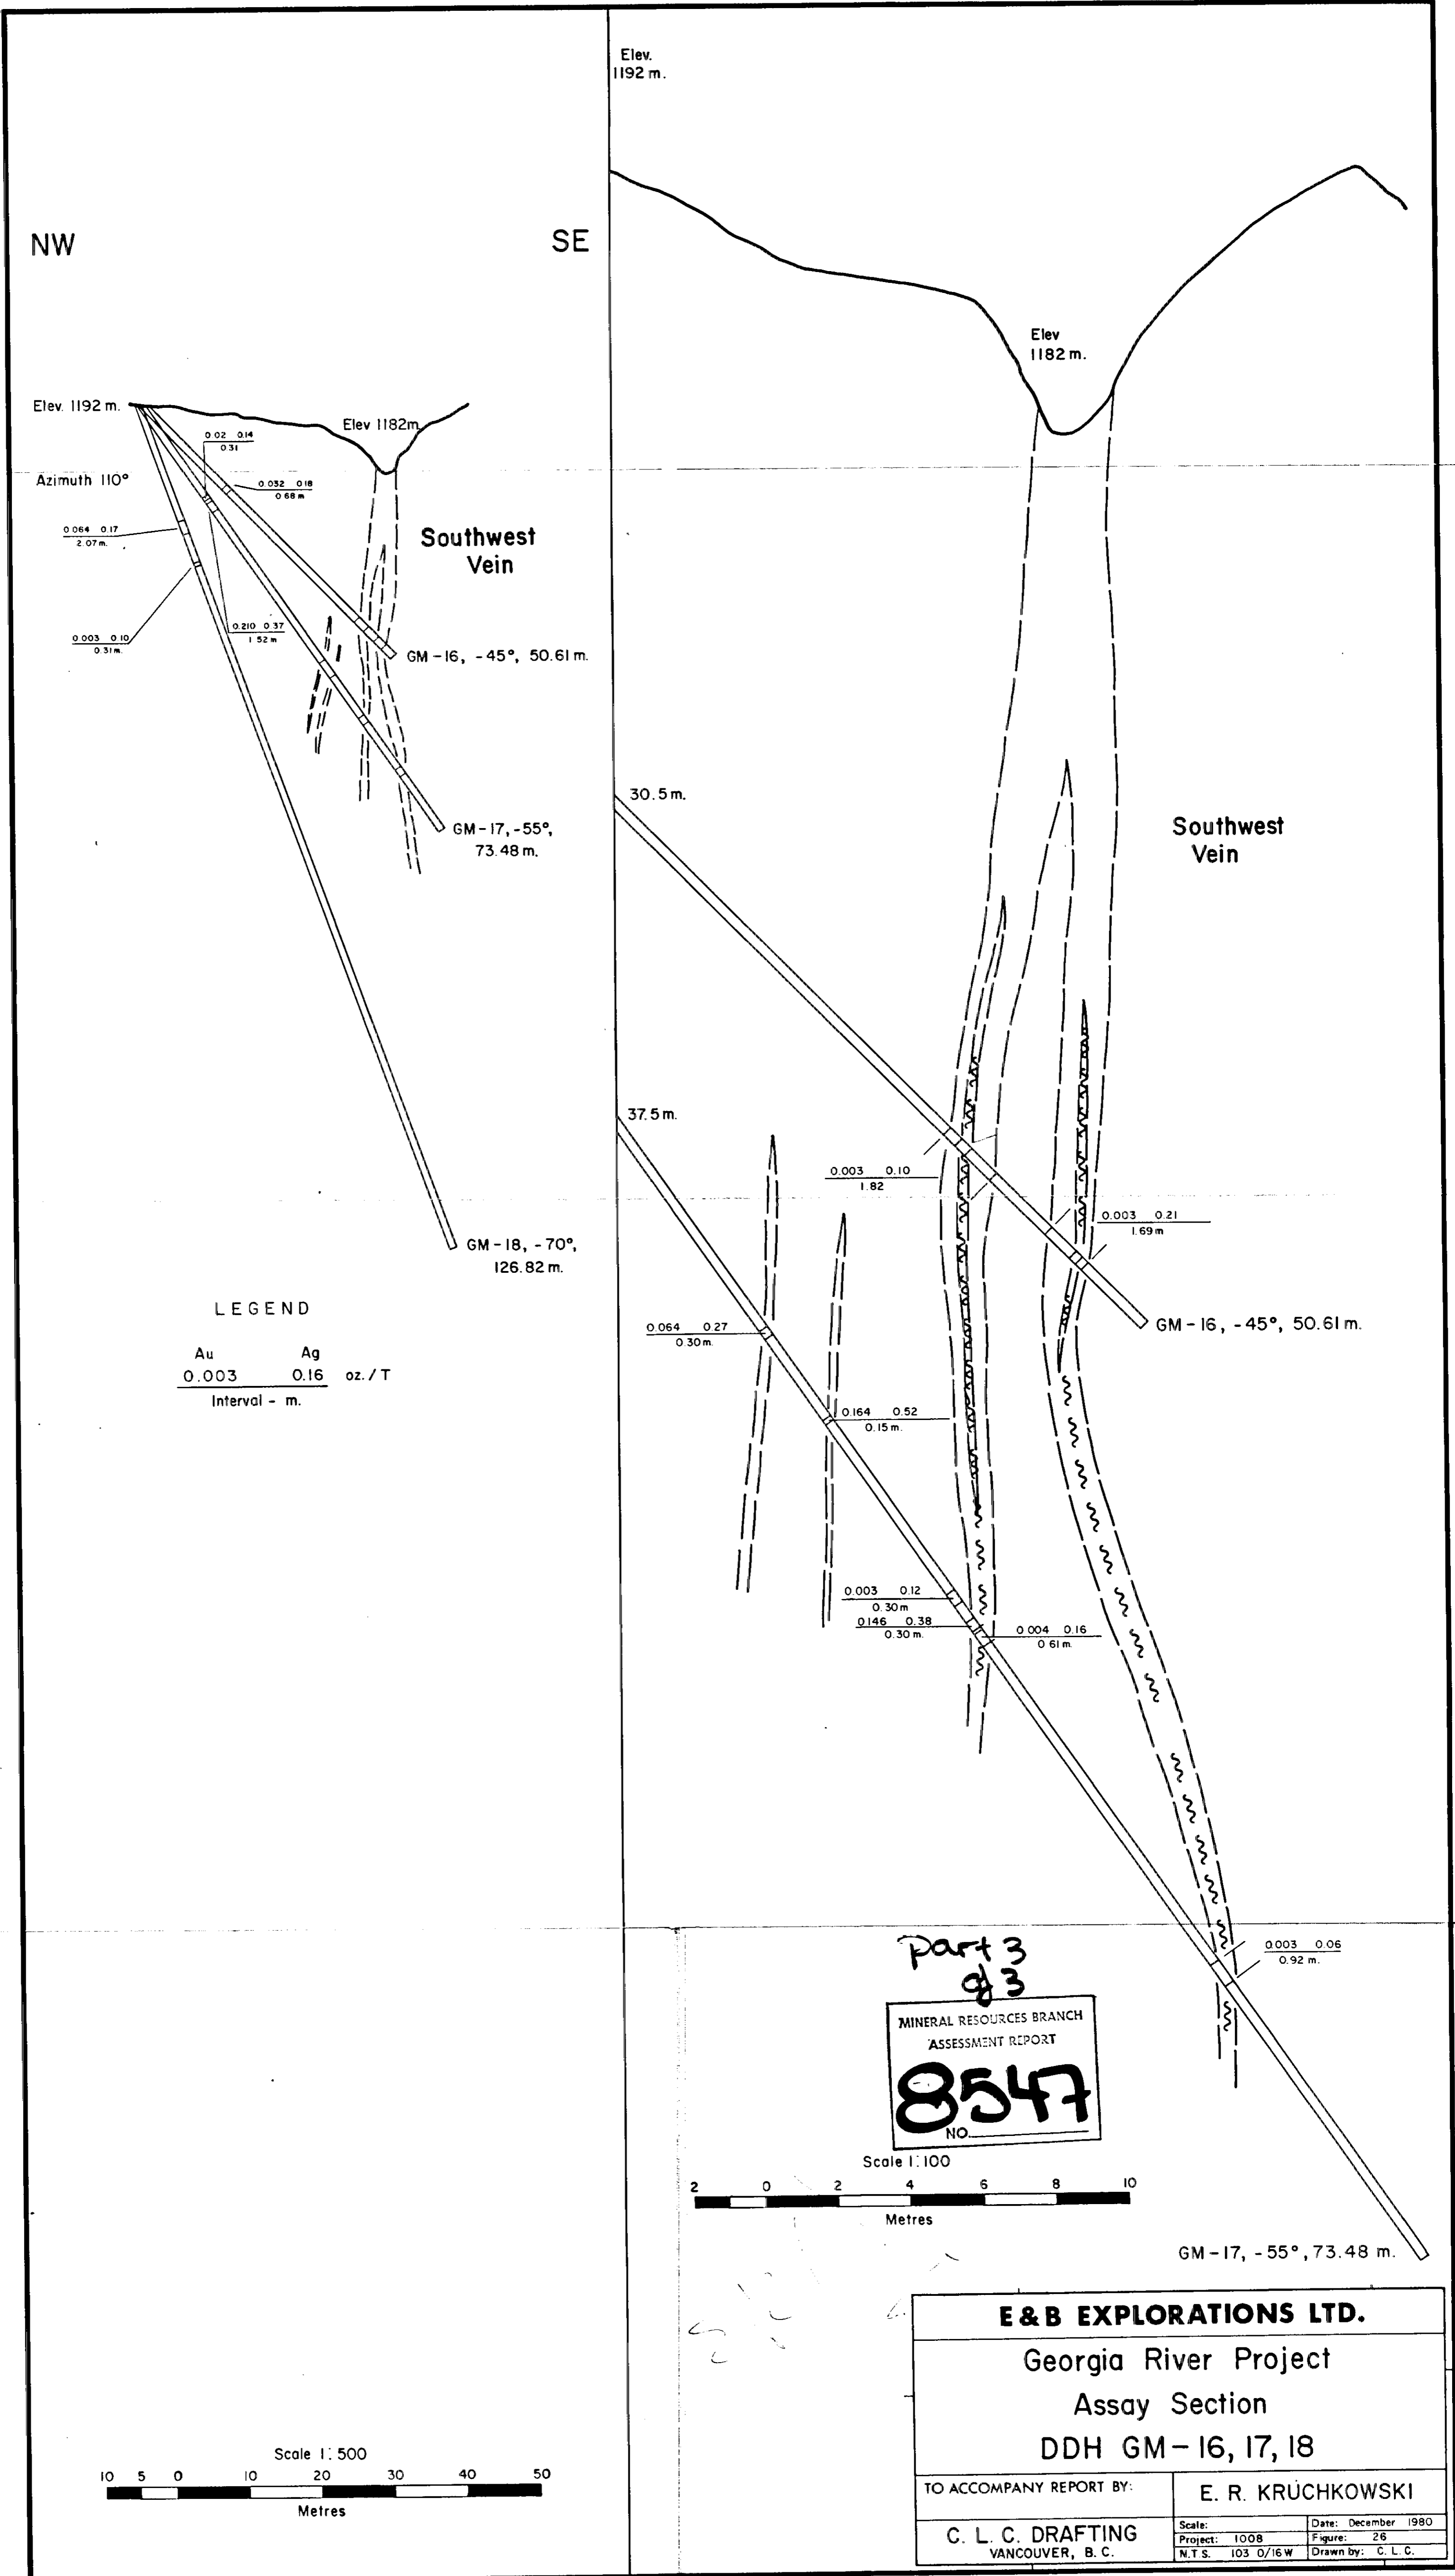 Elev.
1192 m.
NW
SE
Elev
1182 m.
Elev. 1192 m.
Elev 1182m.
0.02 0.14
0.31
Azimuth 110°
0.032 0.18
0.68 m
0.064 0.17
2.07m.
Southwest
Vein
0.210 0.37
1.52 m
0.003 0.10
0.31m.
GM-16, -45°, 50.61 m.
GM-17, -55°,
73.48 m.
GM-18, -70°,
126.82 m.
LEGEND
Au Ag
0.003 0.16 oz./T
Interval - m.
30.5 m.
Southwest
Vein
37.5 m.
0.003 0.10
1.82
0.003 0.21
1.69 m
GM-16, -45°, 50.61 m.
0.064 0.27
0.30m.
0.164 0.52
0.15 m.
0.003 0.12
0.30 m
0.146 0.38
0.30 m.
0.004 0.16
0.61 m.
0.003 0.06
0.92 m.
part 3
of 3
MINERAL RESOURCES BRANCH
ASSESSMENT REPORT
8547
NO.
Scale 1:100
2 0 2 4 6 8 10
Metres
GM-17, -55°, 73.48 m.
Scale 1:500
10 5 0 10 20 30 40 50
Metres
E & B EXPLORATIONS LTD.
Georgia River Project
Assay Section
DDH GM-16, 17, 18
TO ACCOMPANY REPORT BY:
E. R. KRUCHKOWSKI
C. L. C. DRAFTING
VANCOUVER, B. C.
Scale:
Date: December 1980
Project: 1008
Figure: 26
N.T.S. 103 O/16 W
Drawn by: C. L. C.